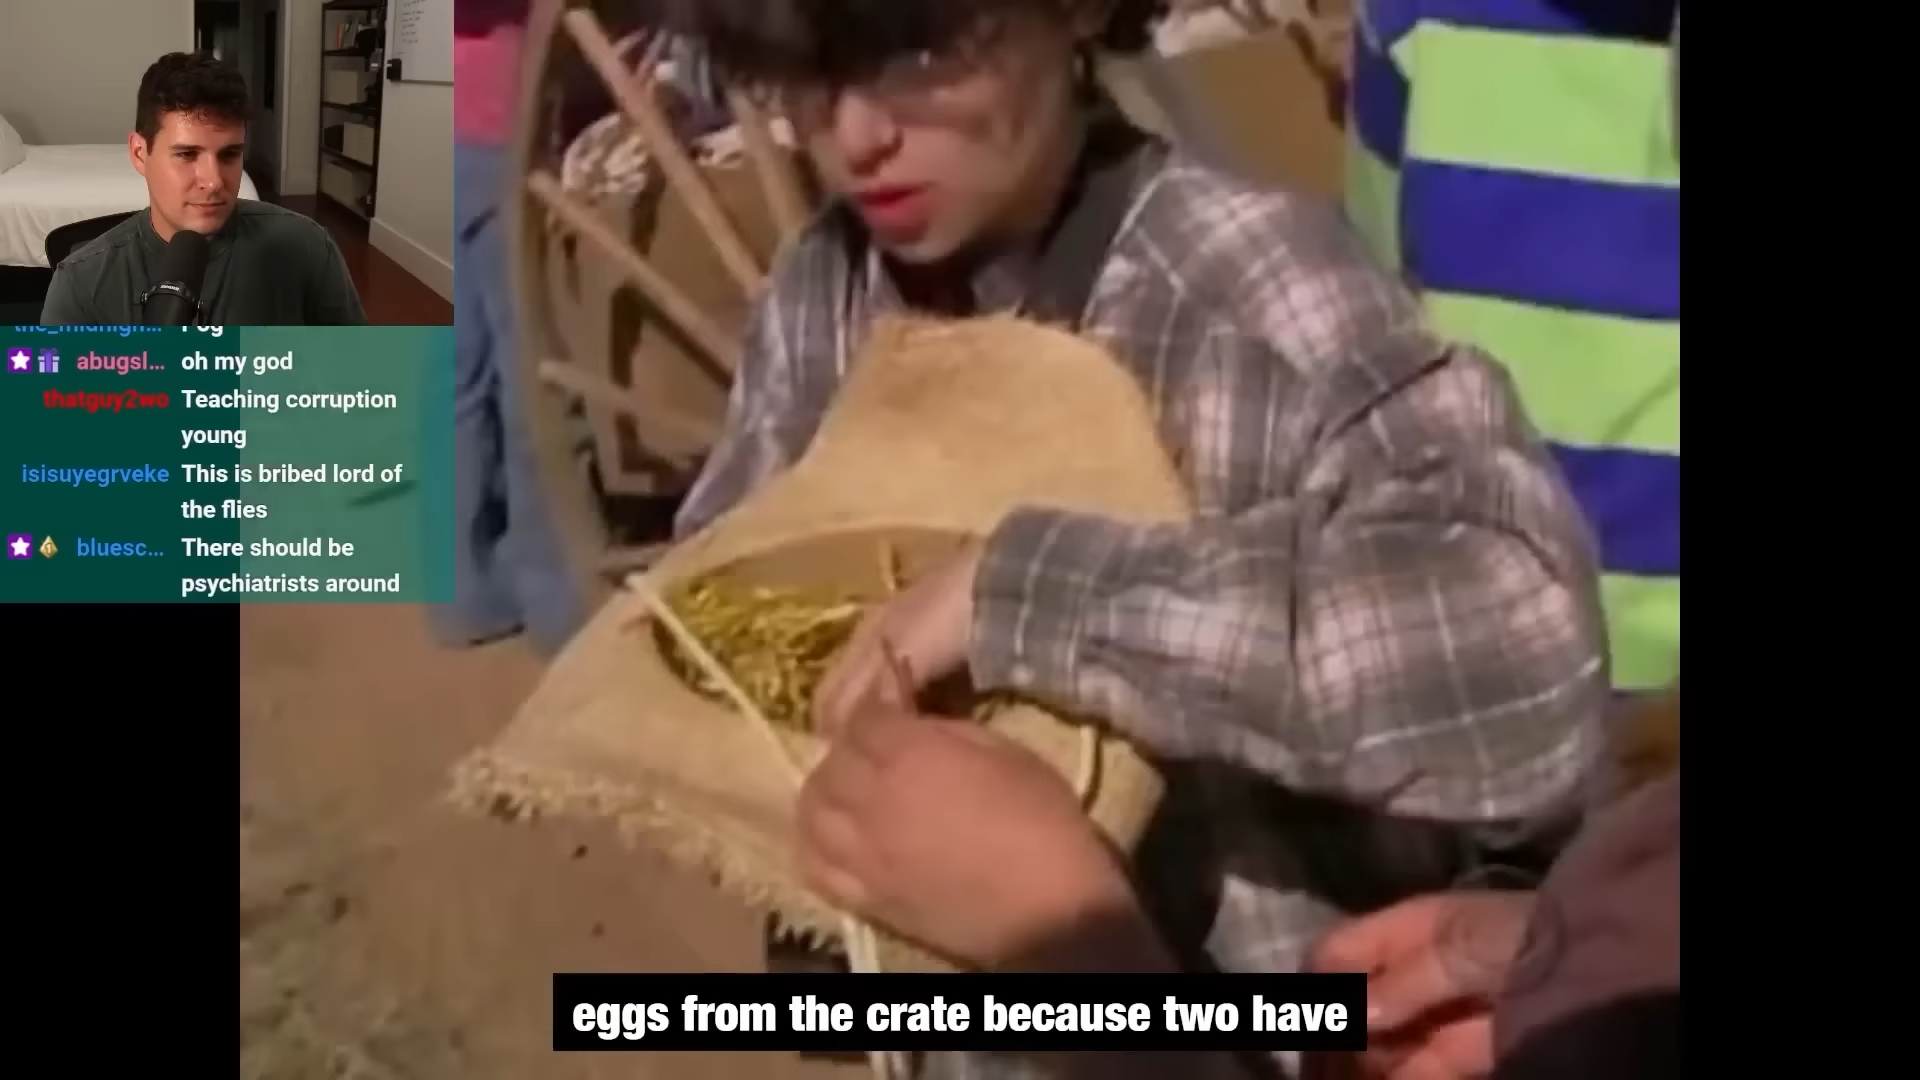 abugsl... oh my god
thatguy2wo Teaching corruption
young
isisuyegrveke This is bribed lord of
the flies
bluesc... There should be
psychiatrists around
eggs from the crate because two have